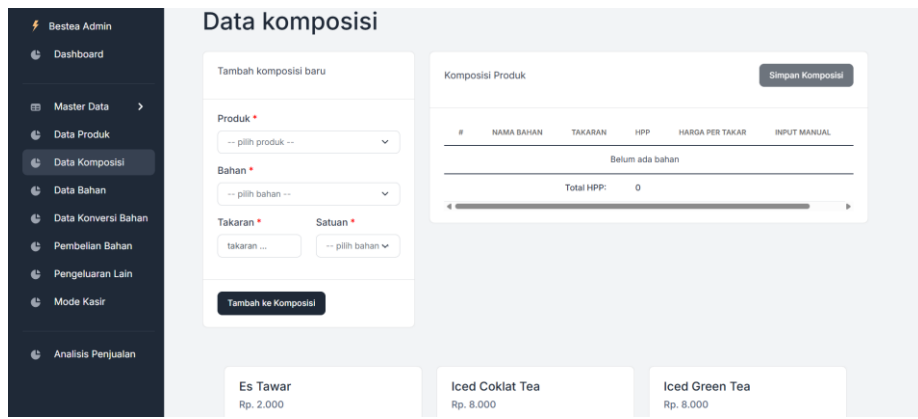 Bestea Admin
Dashboard
Master Data
Data Produk
Data Komposisi
Data Bahan
Data Konversi Bahan
Pembelian Bahan
Pengeluaran Lain
Mode Kasir
Analisis Penjualan
Data komposisi
Tambah komposisi baru
Produk *
-- pilih produk --
Bahan *
-- pilih bahan --
Takaran * Satuan *
takaran ... -- pilih bahan
Tambah ke Komposisi
Komposisi Produk Simpan Komposisi
# NAMA BAHAN TAKARAN HPP HARGA PER TAKAR INPUT MANUAL
Belum ada bahan
Total HPP: 0
Es Tawar Iced Coklat Tea Iced Green Tea
Rp. 2.000 Rp. 8.000 Rp. 8.000